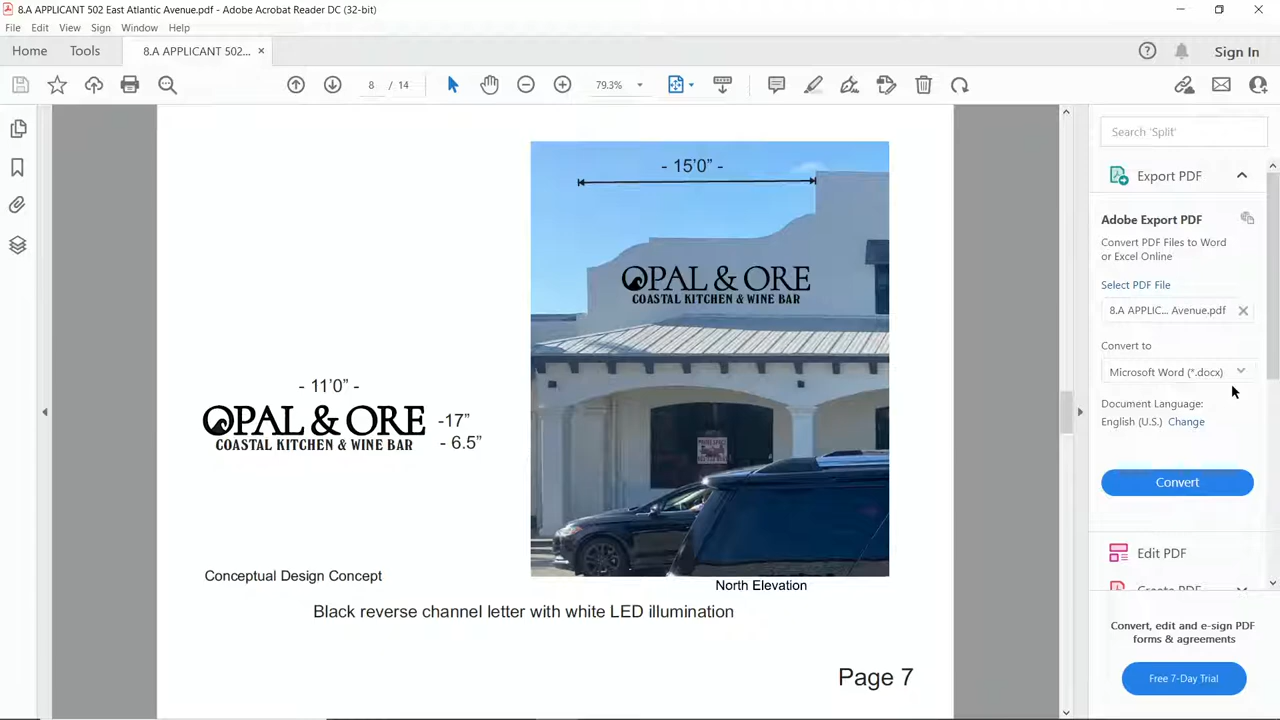 8.A APPLICANT 502 East Atlantic Avenue.pdf - Adobe Acrobat Reader DC (32-bit)
File Edit View Sign Window Help
Home Tools 8.A APPLICANT 502... × Sign In
8 / 14 79.3%
- 15'0” -
OPAL & ORE
COASTAL KITCHEN & WINE BAR
- 11'0” -
OPAL & ORE -17”
COASTAL KITCHEN & WINE BAR - 6.5”
Conceptual Design Concept
North Elevation
Black reverse channel letter with white LED illumination
Page 7
Search 'Split'
Export PDF
Adobe Export PDF
Convert PDF Files to Word
or Excel Online
Select PDF File
8.A APPLIC... Avenue.pdf
Convert to
Microsoft Word (*.docx)
Document Language:
English (U.S.) Change
Convert
Edit PDF
Create PDF
Convert, edit and e-sign PDF
forms & agreements
Free 7-Day Trial